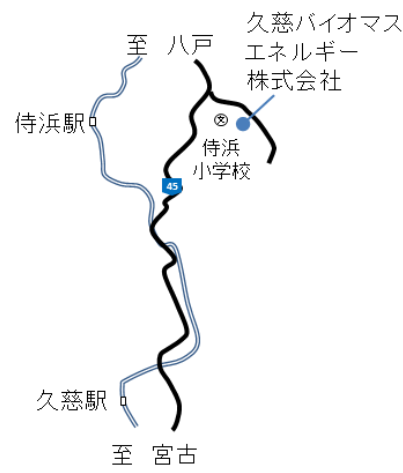 久慈バイオマス
エネルギー
株式会社
至 八戸
侍浜駅
文
侍浜
小学校
45
久慈駅
至 宮古